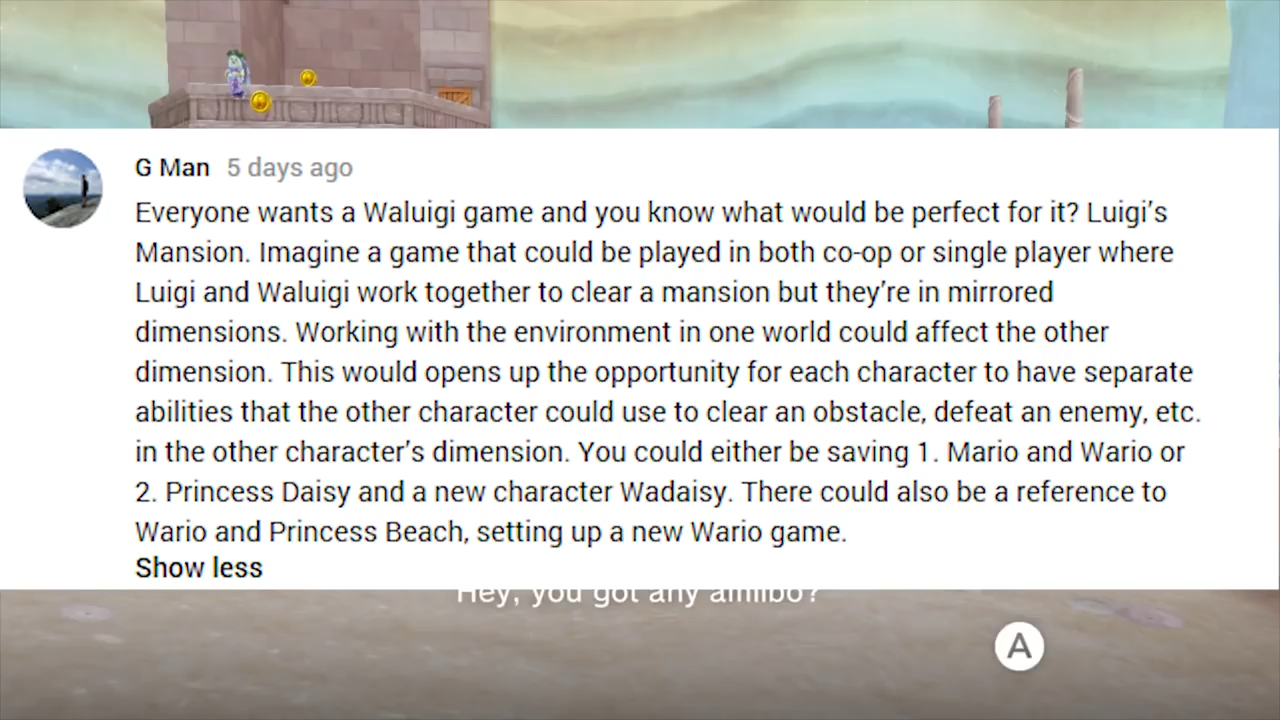 G Man 5 days ago
Everyone wants a Waluigi game and you know what would be perfect for it? Luigi's
Mansion. Imagine a game that could be played in both co-op or single player where
Luigi and Waluigi work together to clear a mansion but they're in mirrored
dimensions. Working with the environment in one world could affect the other
dimension. This would opens up the opportunity for each character to have separate
abilities that the other character could use to clear an obstacle, defeat an enemy, etc.
in the other character's dimension. You could either be saving 1. Mario and Wario or
2. Princess Daisy and a new character Wadaisy. There could also be a reference to
Wario and Princess Beach, setting up a new Wario game.
Show less
Hey, you got any amiibo?
A